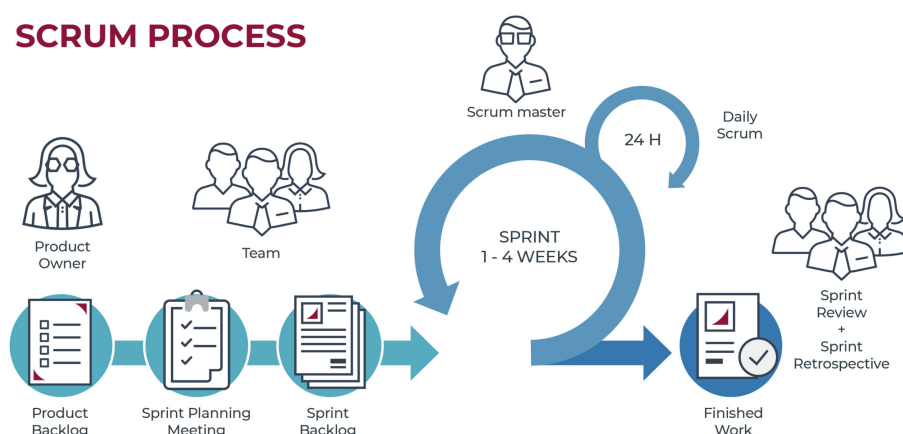 SCRUM PROCESS
Scrum master
24 H
Daily
Scrum
Product
Owner
Team
SPRINT
1 - 4 WEEKS
Sprint
Review
+
Sprint
Retrospective
Product
Backlog
Sprint Planning
Meeting
Sprint
Backlog
Finished
Work